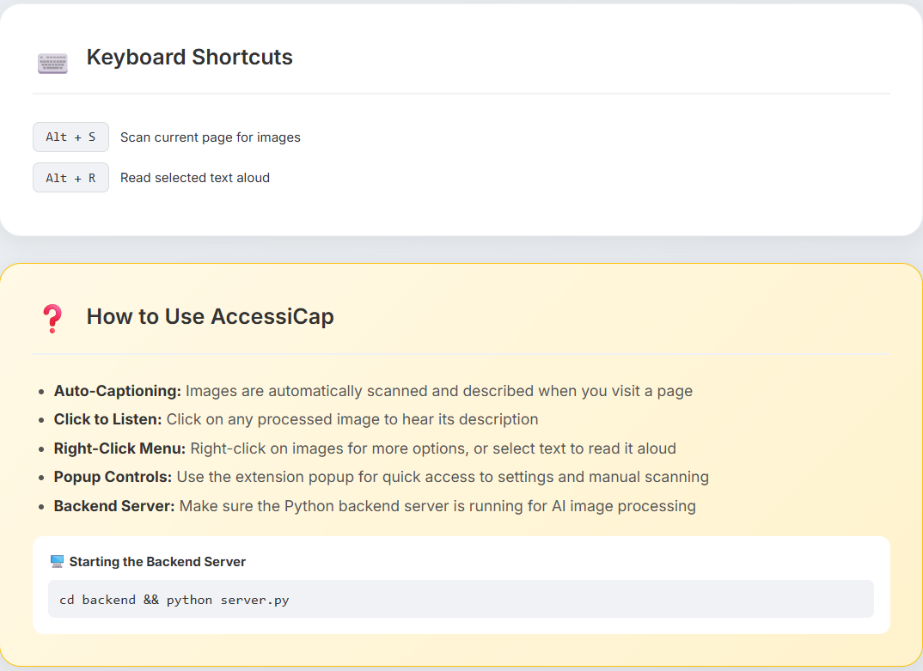 Keyboard Shortcuts
Alt + S Scan current page for images
Alt + R Read selected text aloud
How to Use AccessiCap
• Auto-Captioning: Images are automatically scanned and described when you visit a page
• Click to Listen: Click on any processed image to hear its description
• Right-Click Menu: Right-click on images for more options, or select text to read it aloud
• Popup Controls: Use the extension popup for quick access to settings and manual scanning
• Backend Server: Make sure the Python backend server is running for AI image processing
Starting the Backend Server
cd backend && python server.py